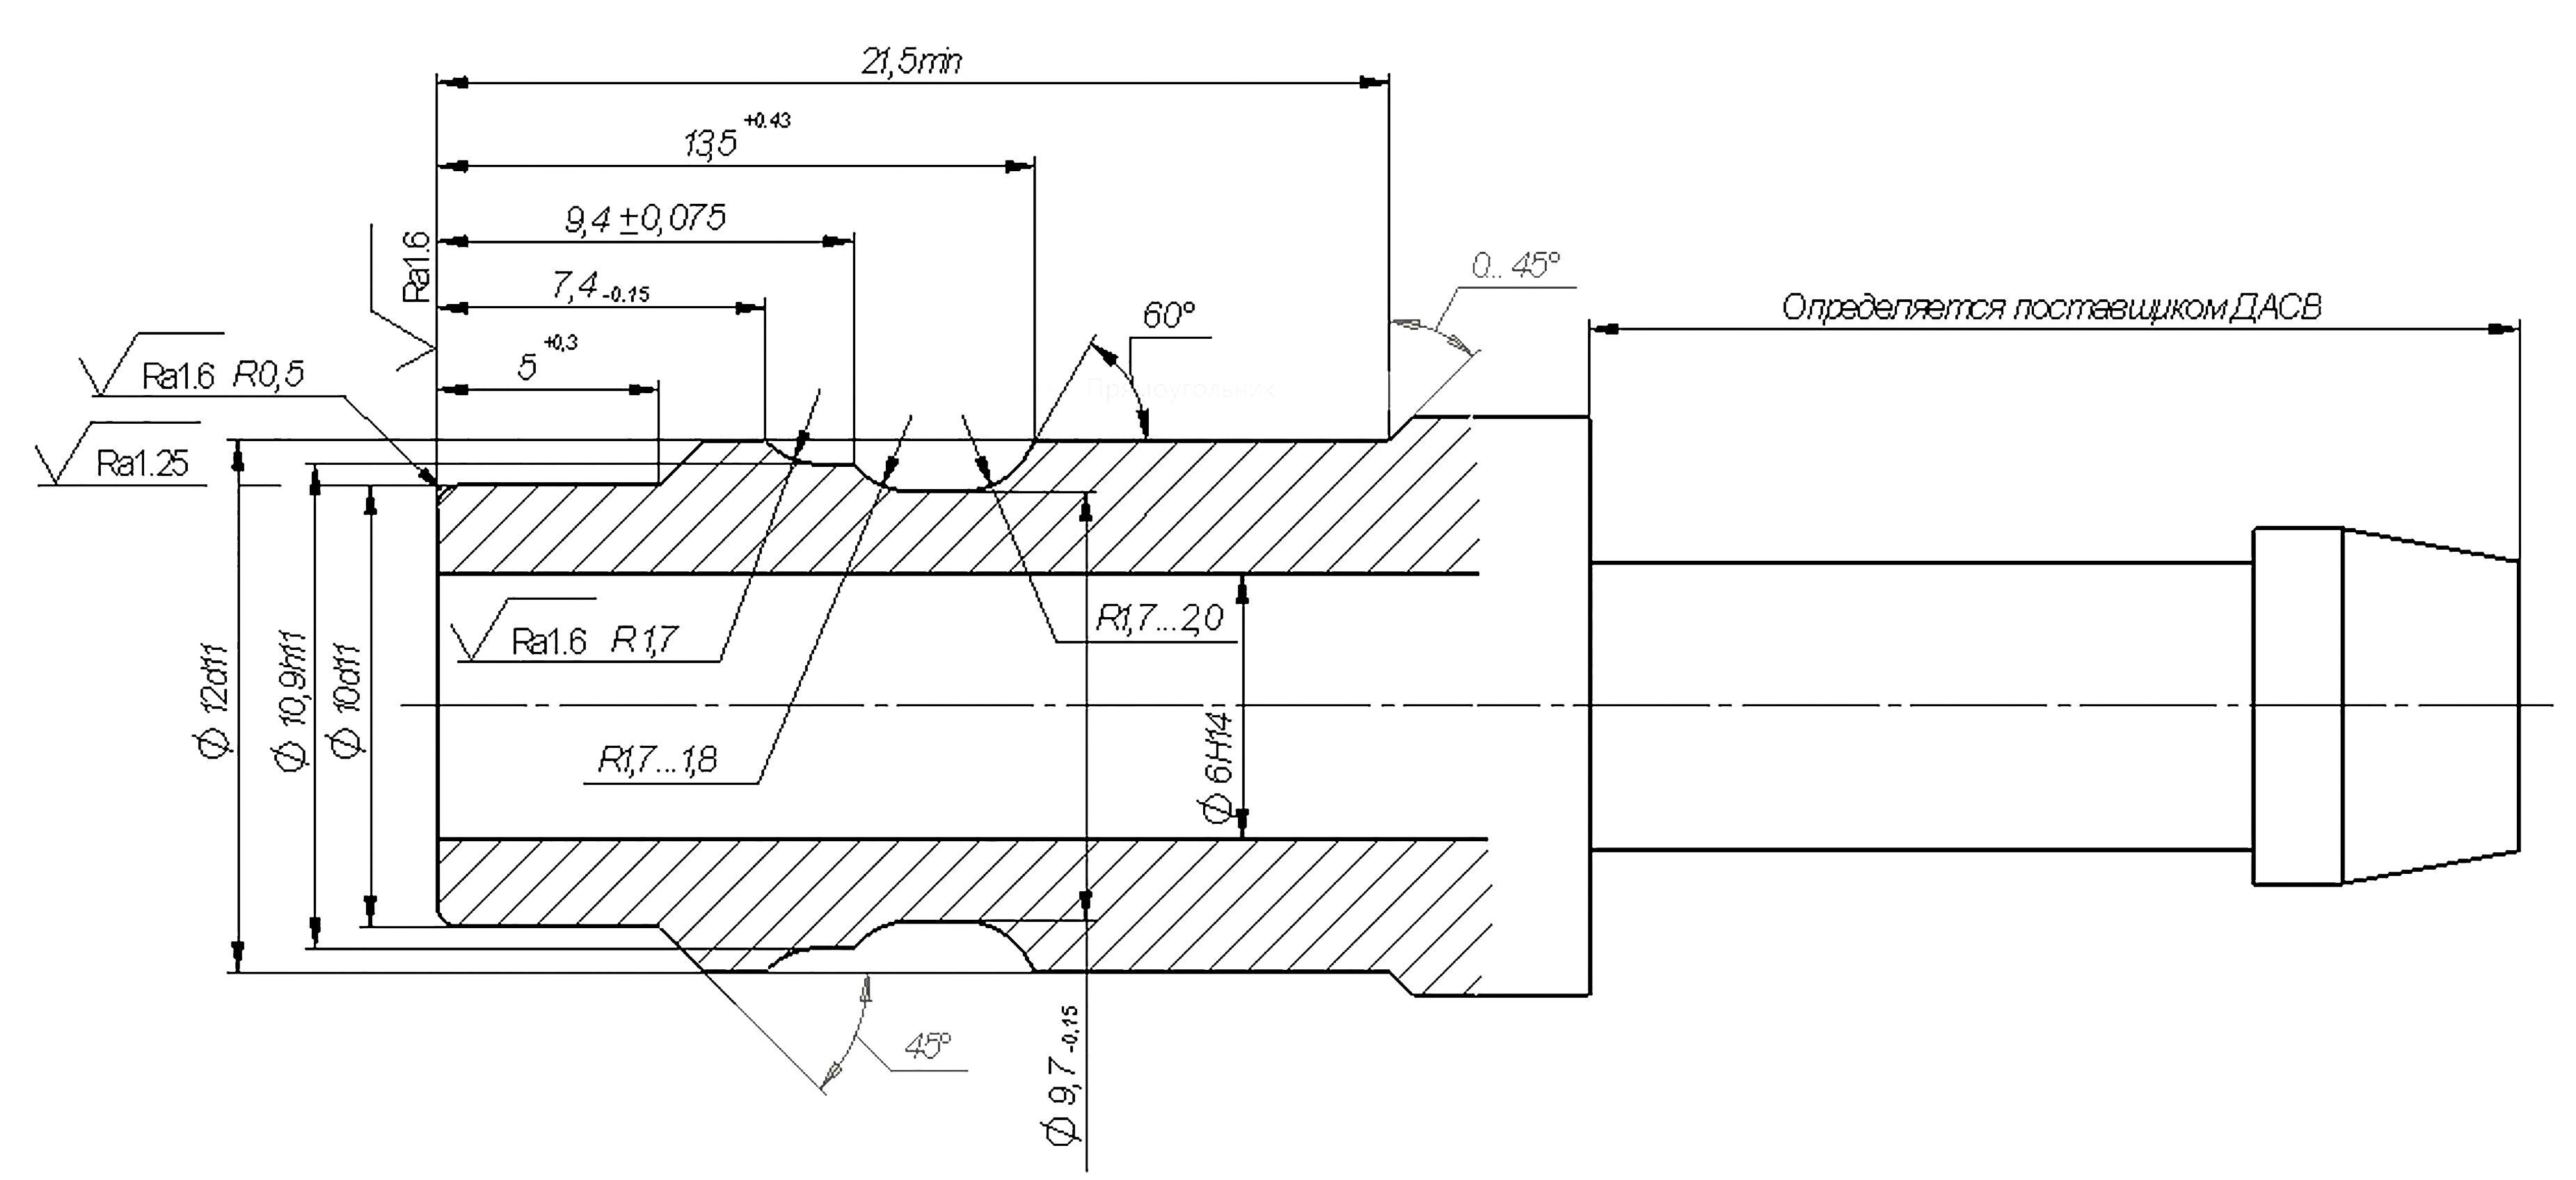 21,5min
13,5 +0.43
9,4 ±0,075
Ra1.6
7,4 -0.15
0.. 45°
Определяется поставщиком ДАСВ
60°
5 +0,3
Ra1.6 R0,5
Прямоугольник
Ra1.25
Ra1.6 R1,7
R1,7...2,0
R1,7...1,8
Ф 12d11
Ф 10,9h11
Ф 10d11
Ф 6H14
45°
Ф 9,7 -0,15